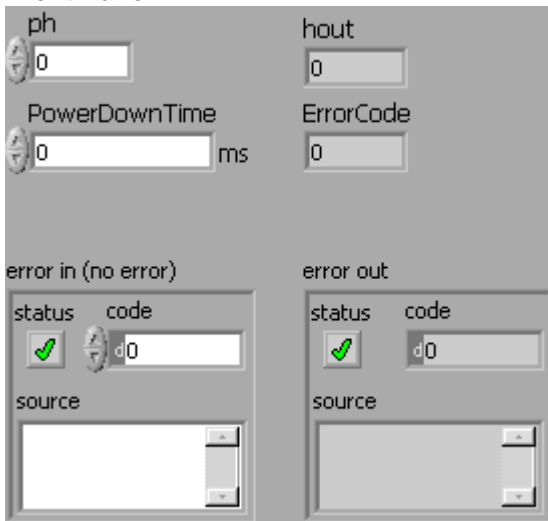 ph
0
hout
0
PowerDownTime
0 ms
ErrorCode
0
error in (no error)
status code
d0
source
error out
status code
d0
source